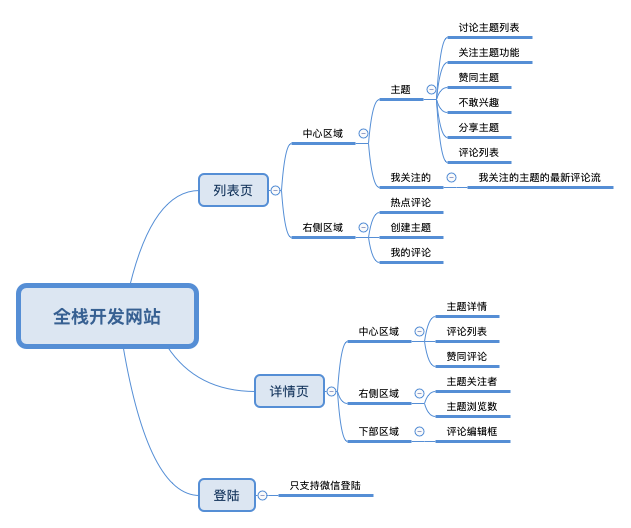 全栈开发网站
列表页
中心区域
主题
讨论主题列表
关注主题功能
赞同主题
不敢兴趣
分享主题
评论列表
我关注的
我关注的主题的最新评论流
右侧区域
热点评论
创建主题
我的评论
详情页
中心区域
主题详情
评论列表
赞同评论
右侧区域
主题关注者
主题浏览数
下部区域
评论编辑框
登陆
只支持微信登陆